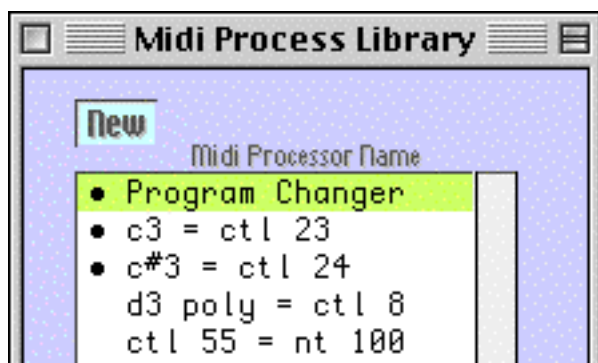 Midi Process Library
New
Midi Processor Name
• Program Changer
• c3 = ctl 23
• c#3 = ctl 24
d3 poly = ctl 8
ctl 55 = nt 100